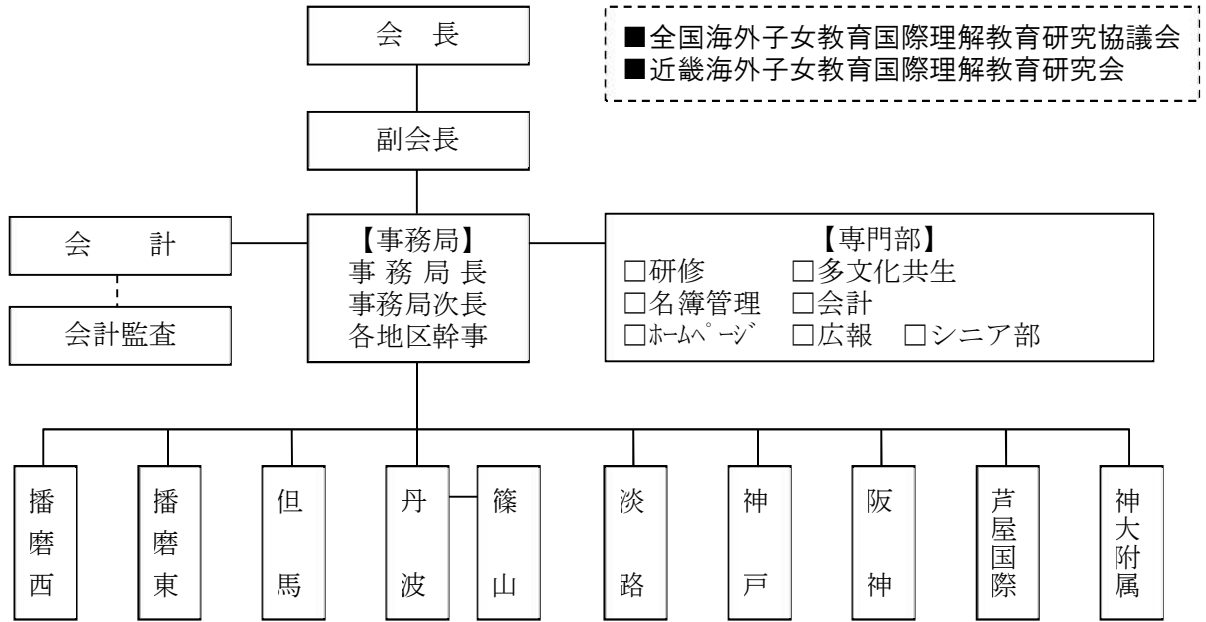 会　長
■全国海外子女教育国際理解教育研究協議会
■近畿海外子女教育国際理解教育研究会
副会長
会　　計
会計監査
【事務局】
事 務 局 長
事務局次長
各地区幹事
【専門部】
□研修　□多文化共生
□名簿管理　□会計
□ﾎｰﾑﾍﾟｰｼﾞ　□広報　□シニア部
播磨西
播磨東
但馬
丹波
篠山
淡路
神戸
阪神
芦屋国際
神大附属